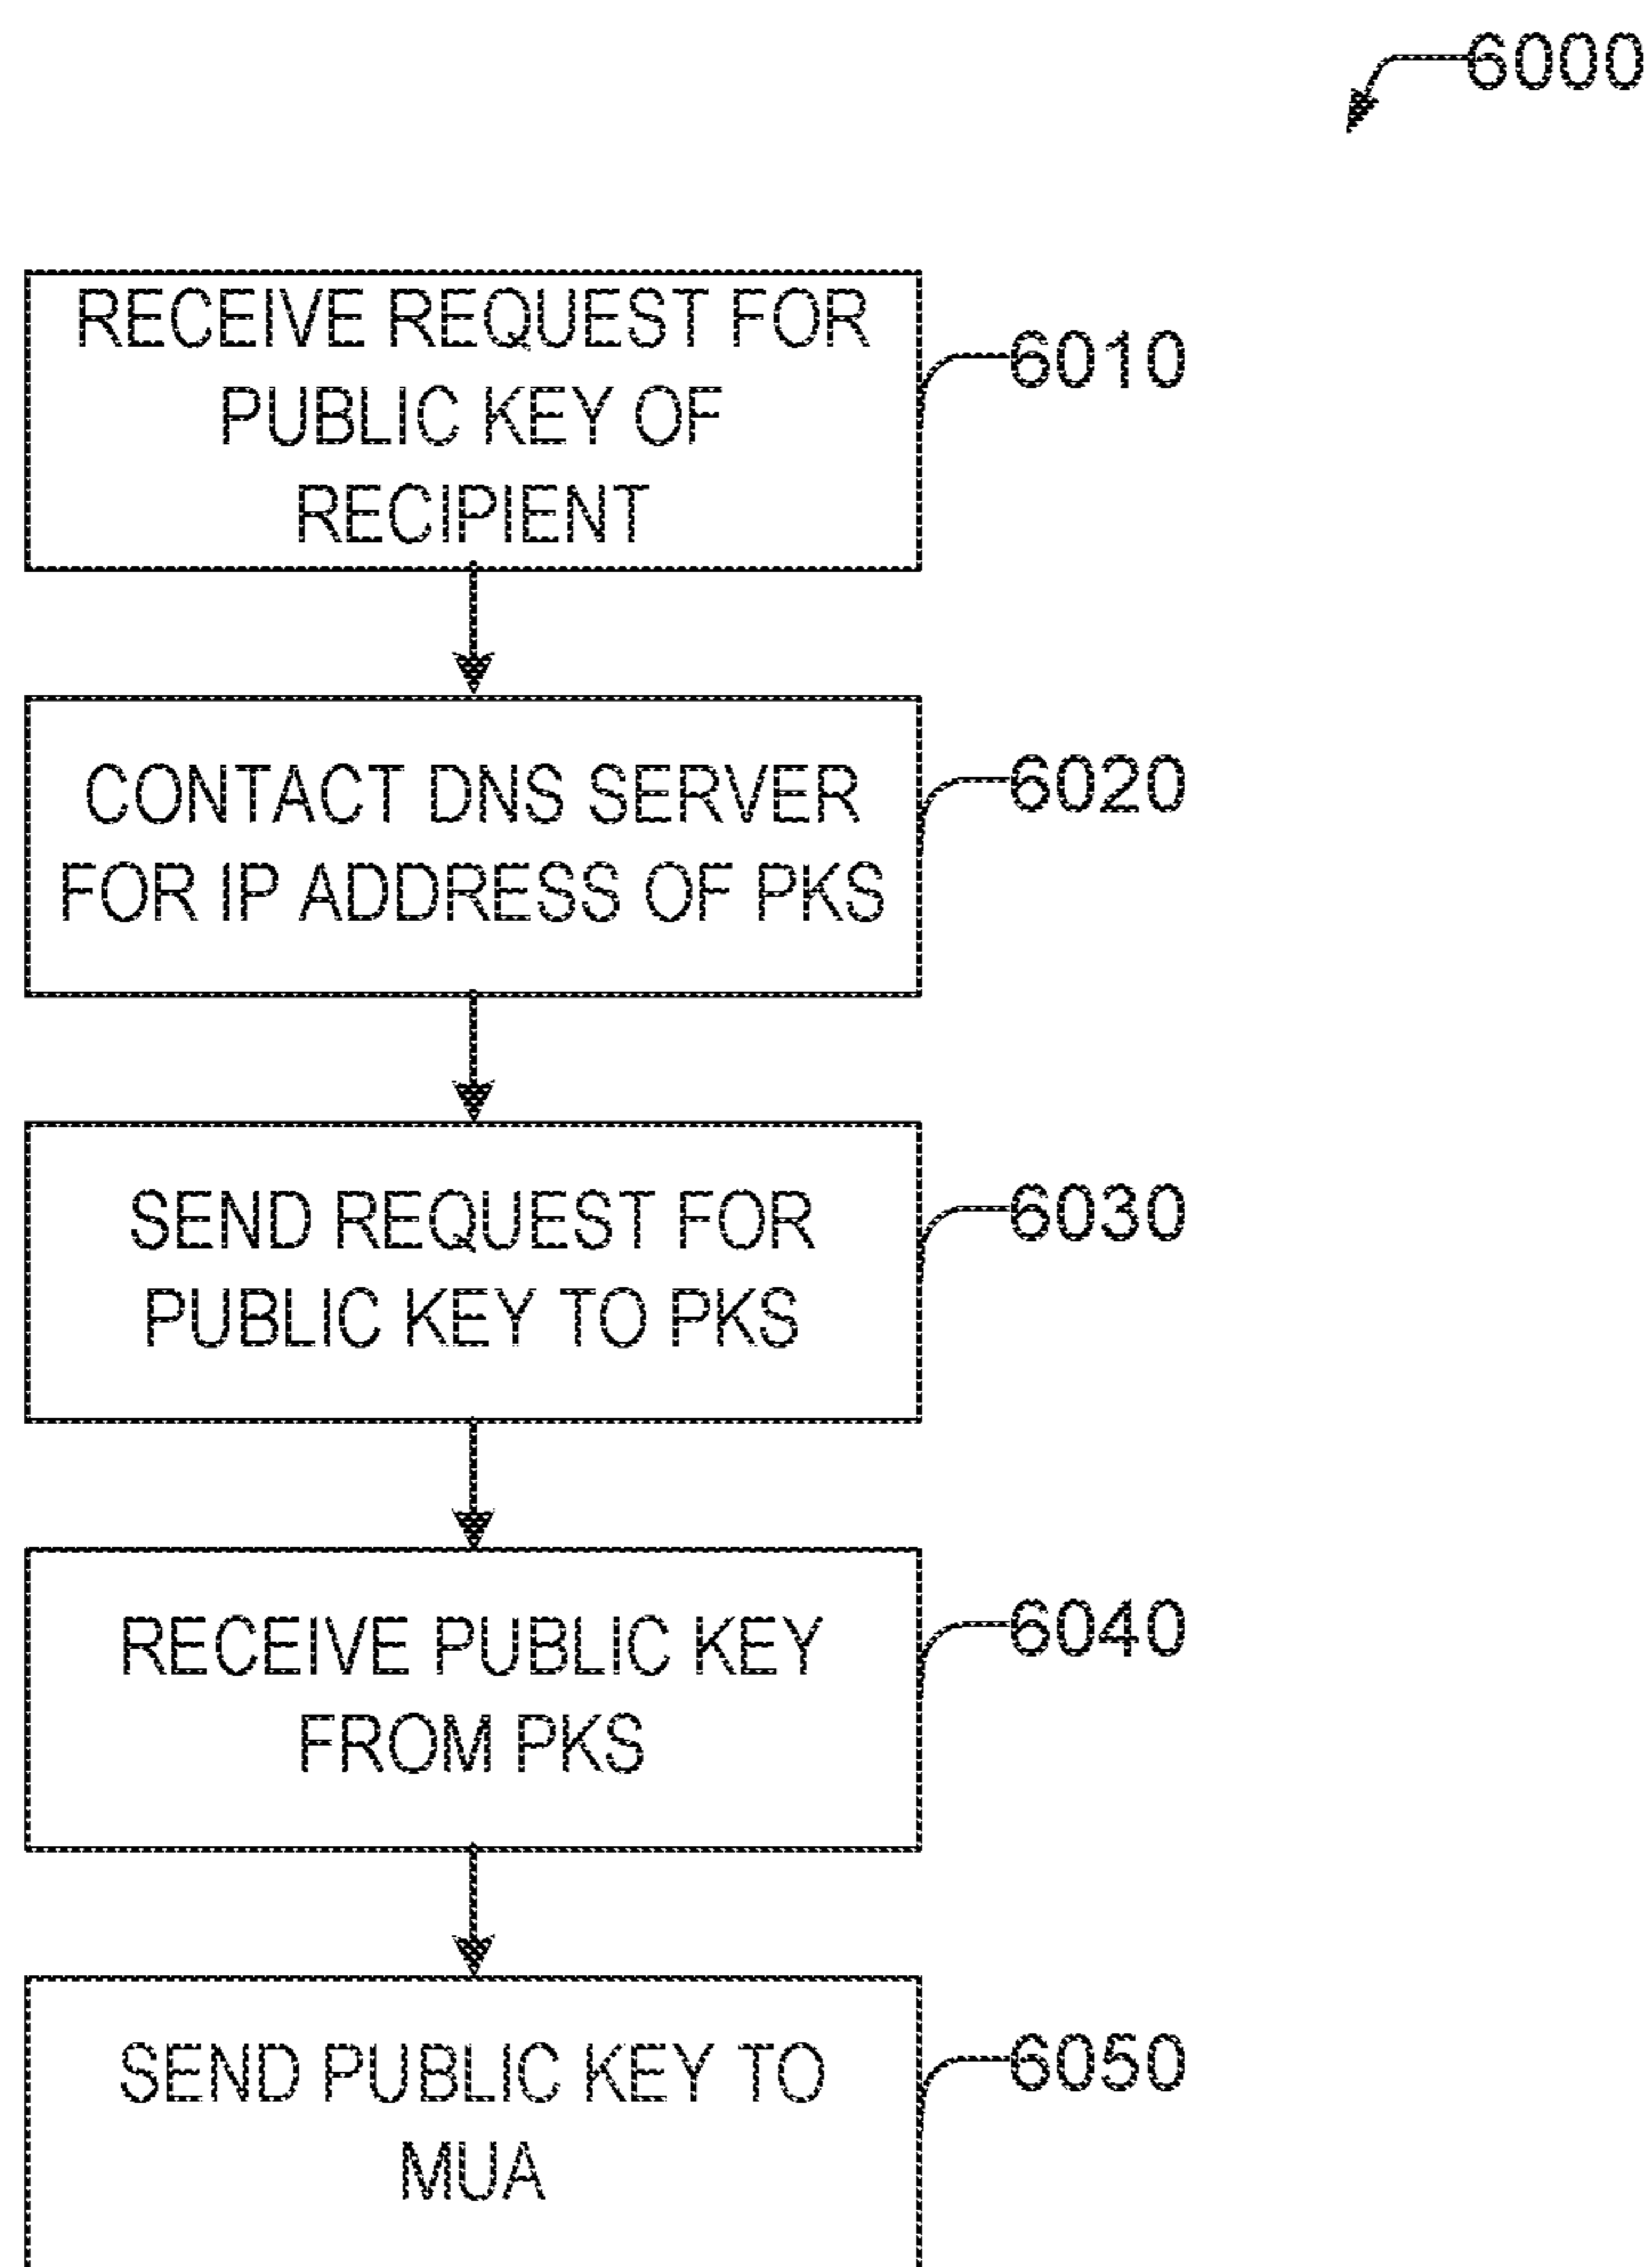 6000
RECEIVE REQUEST FOR
PUBLIC KEY OF
RECIPIENT
6010
CONTACT DNS SERVER
FOR IP ADDRESS OF PKS
6020
SEND REQUEST FOR
PUBLIC KEY TO PKS
6030
RECEIVE PUBLIC KEY
FROM PKS
6040
SEND PUBLIC KEY TO
MUA
6050